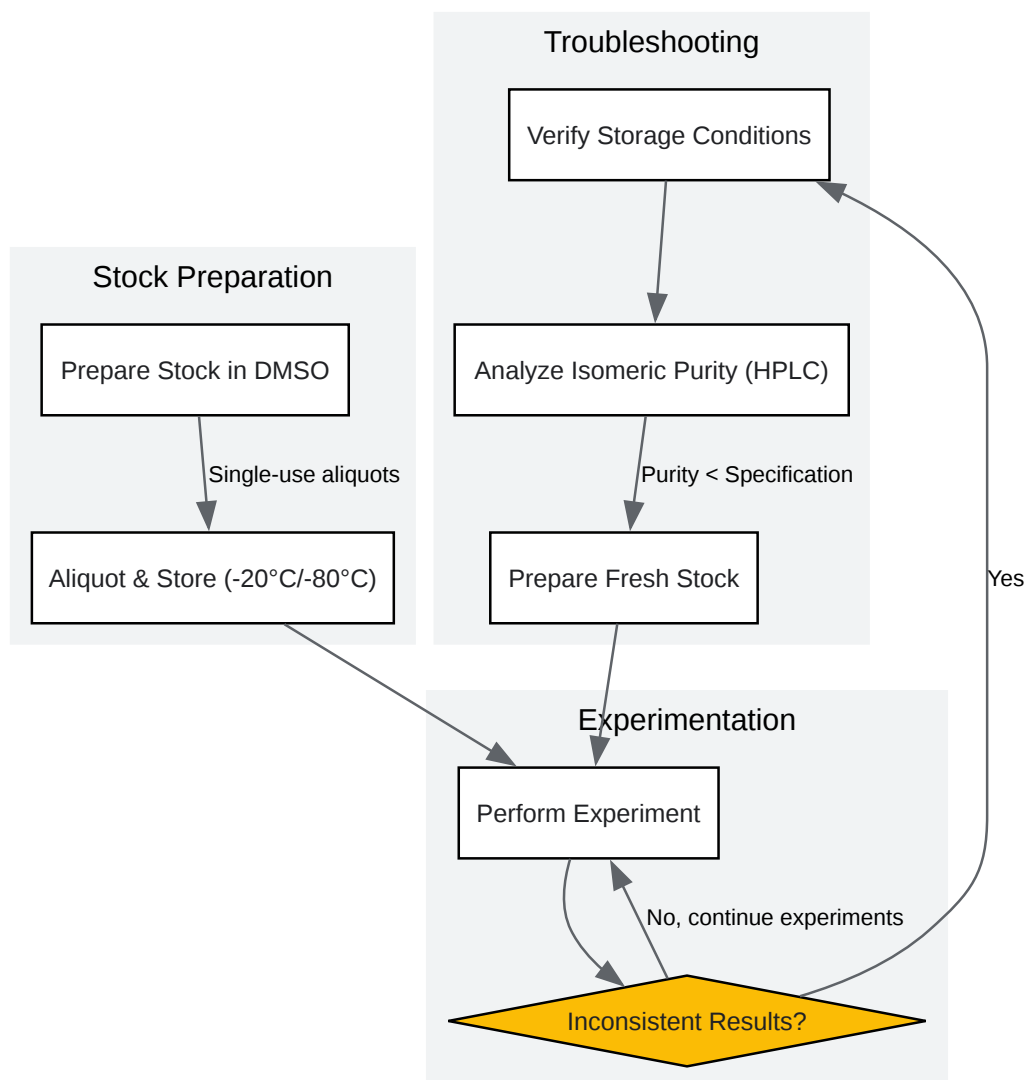 Troubleshooting
Verify Storage Conditions
Stock Preparation
Prepare Stock in DMSO
Analyze Isomeric Purity (HPLC)
Single-use aliquots
Purity < Specification
Aliquot & Store (-20°C/-80°C)
Prepare Fresh Stock
Yes
Experimentation
Perform Experiment
No, continue experiments
Inconsistent Results?